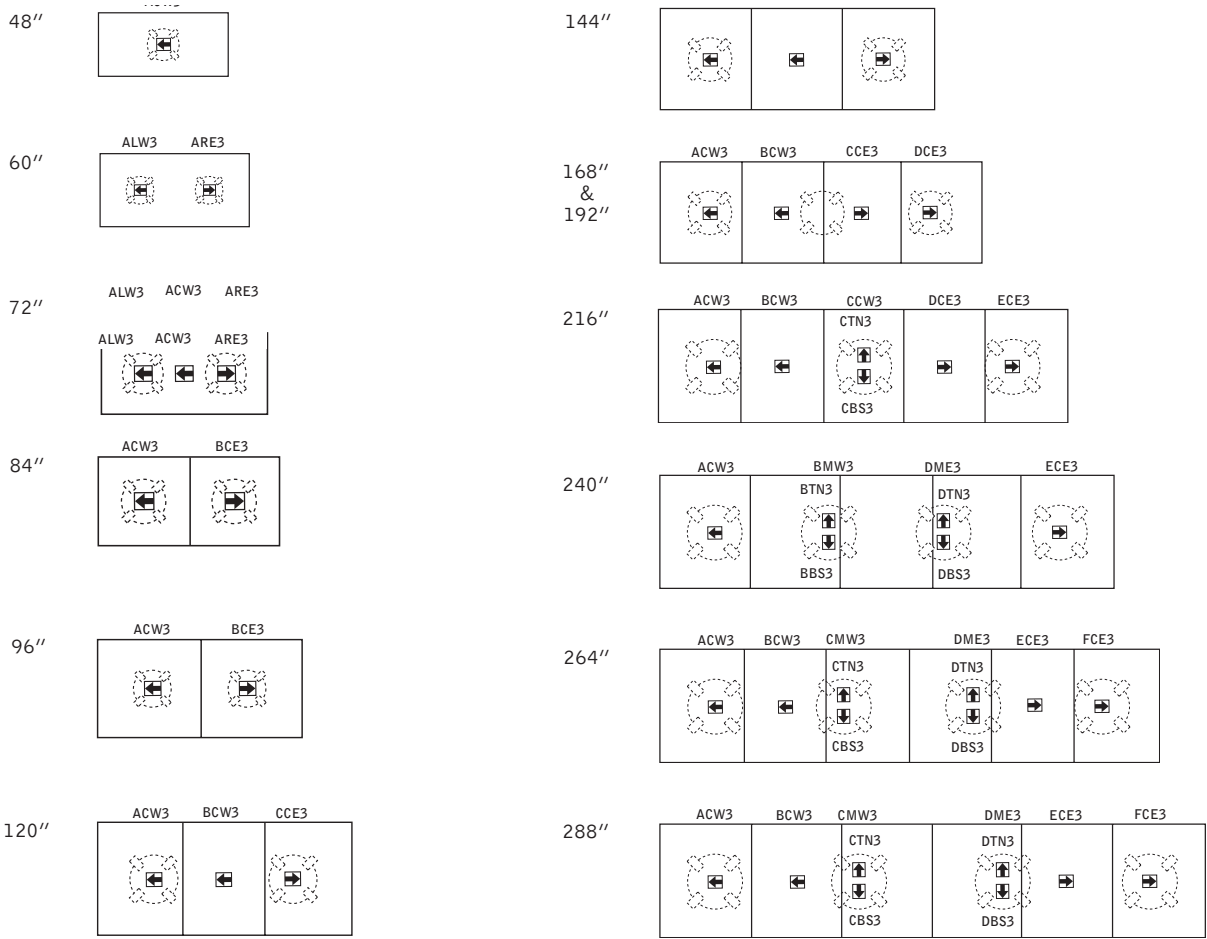 48″
60″
ALW3 ARE3
72″
ALW3 ACW3 ARE3
ALW3 ACW3 ARE3
84″
ACW3 BCE3
96″
ACW3 BCE3
120″
ACW3 BCW3 CCE3
144″
168″
&
192″
ACW3 BCW3 CCE3 DCE3
216″
ACW3 BCW3 CCW3 DCE3 ECE3
CTN3
CBS3
240″
ACW3 BMW3 DME3 ECE3
BTN3 DTN3
BBS3 DBS3
264″
ACW3 BCW3 CMW3 DME3 ECE3 FCE3
CTN3 DTN3
CBS3 DBS3
288″
ACW3 BCW3 CMW3 DME3 ECE3 FCE3
CTN3 DTN3
CBS3 DBS3